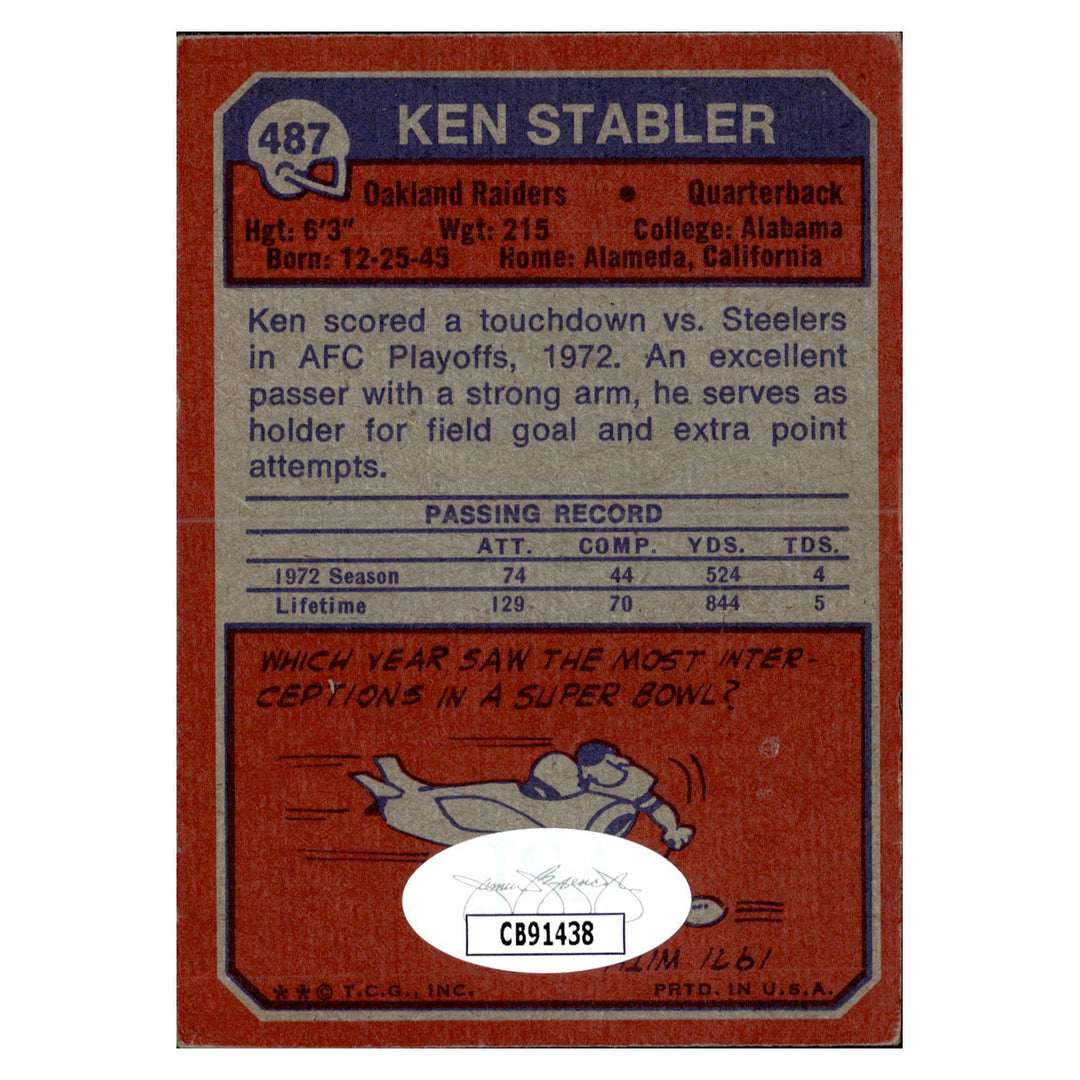 487
KEN STABLER
Oakland Raiders • Quarterback
Hgt: 6'3" Wgt: 215 College: Alabama
Born: 12-25-45 Home: Alameda, California
Ken scored a touchdown vs. Steelers
in AFC Playoffs, 1972. An excellent
passer with a strong arm, he serves as
holder for field goal and extra point
attempts.
PASSING RECORD
ATT. COMP. YDS. TDS.
1972 Season 74 44 524 4
Lifetime 129 70 844 5
WHICH YEAR SAW THE MOST INTER-
CEPTIONS IN A SUPER BOWL?
CB91438
1971 WITH
**© T.C.G., INC. PRTD. IN U.S.A.